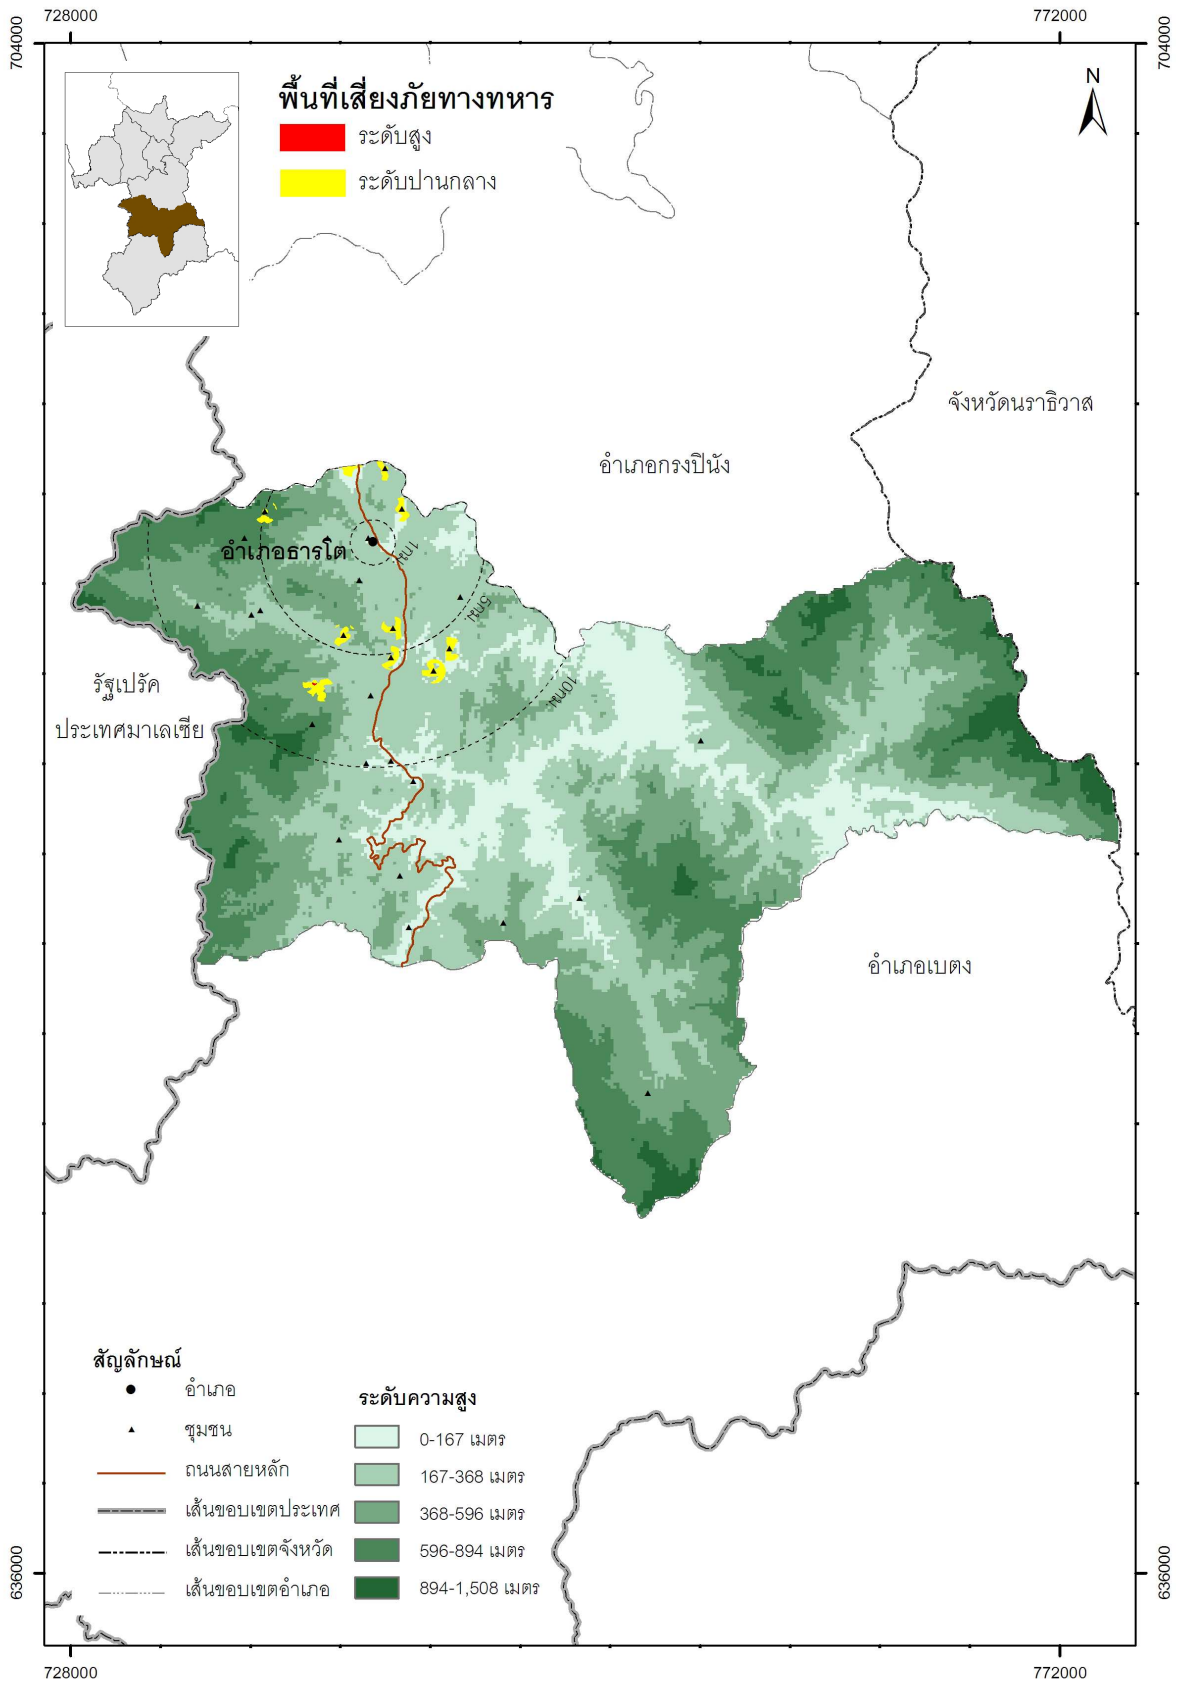 728000
772000
704000
704000
N
พื้นที่เสี่ยงภัยทางทหาร
ระดับสูง
ระดับปานกลาง
จังหวัดนราธิวาส
อำเภอกรงปินัง
อำเภอธารโต
1กม.
5กม.
10กม.
รัฐเปรัค
ประเทศมาเลเซีย
อำเภอเบตง
สัญลักษณ์
อำเภอ
ชุมชน
ถนนสายหลัก
เส้นขอบเขตประเทศ
เส้นขอบเขตจังหวัด
เส้นขอบเขตอำเภอ
ระดับความสูง
0-167 เมตร
167-368 เมตร
368-596 เมตร
596-894 เมตร
894-1,508 เมตร
636000
636000
728000
772000